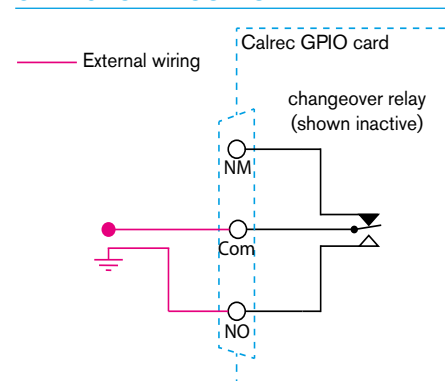 Calrec GPIO card
External wiring
changeover relay
(shown inactive)
NM
Com
NO